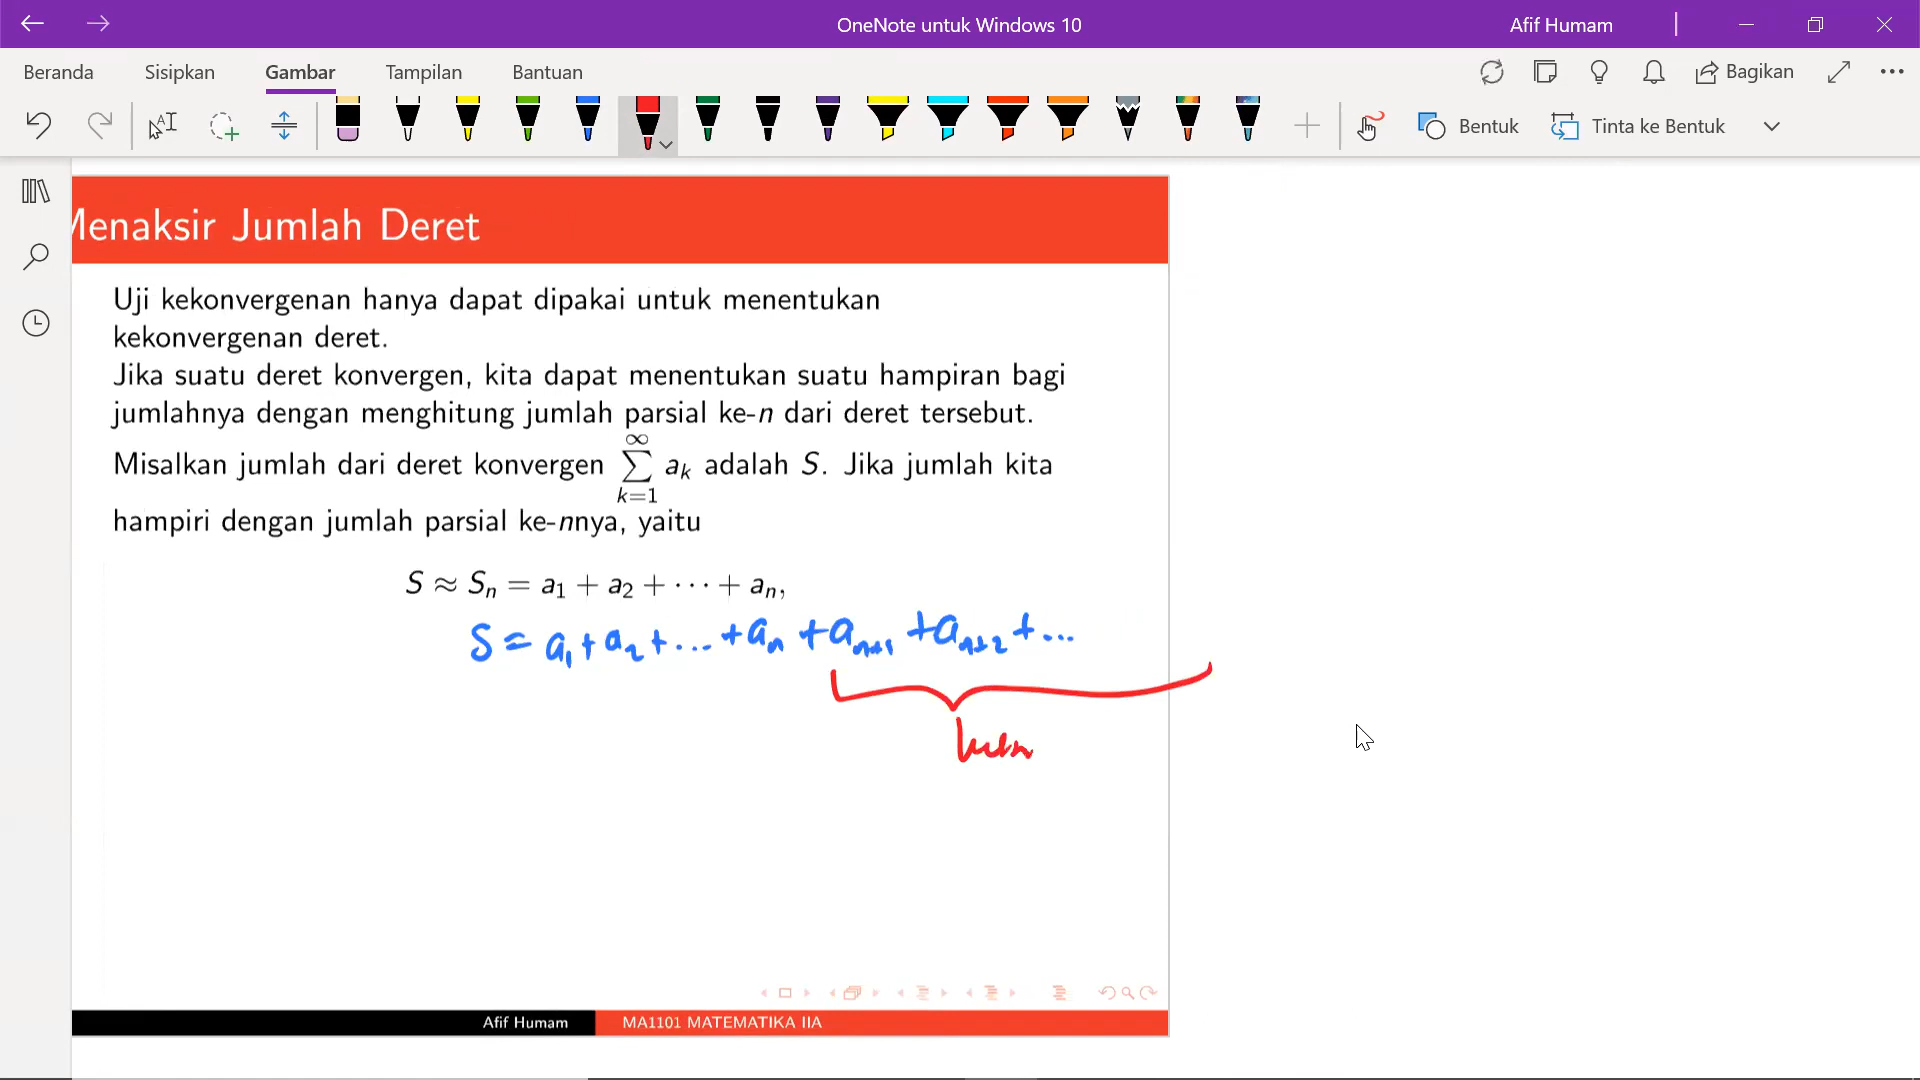 OneNote untuk Windows 10
Afif Humam
Beranda Sisipkan Gambar Tampilan Bantuan
Bagikan
Bentuk Tinta ke Bentuk
Menaksir Jumlah Deret
Uji kekonvergenan hanya dapat dipakai untuk menentukan
kekonvergenan deret.
Jika suatu deret konvergen, kita dapat menentukan suatu hampiran bagi
jumlahnya dengan menghitung jumlah parsial ke-n dari deret tersebut.
Misalkan jumlah dari deret konvergen ∑_{k=1}^{∞} a_k adalah S. Jika jumlah kita
hampiri dengan jumlah parsial ke-nnya, yaitu
S ≈ S_n = a_1 + a_2 + ··· + a_n,
S = a_1 + a_2 + ... + a_n + a_{n+1} + a_{n+2} + ...
Afif Humam MA1101 MATEMATIKA IIA